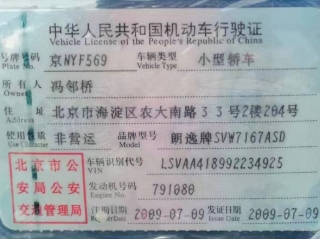 中华人民共和国机动车行驶证
Vehicle License of the People's Republic of China
号牌号码 京NYF569 车辆类型 小型轿车
Plate No. Vehicle Type
所有人 冯邻桥
Owner
住址 北京市海淀区农大南路33号2楼204号
Address
使用性质 非营运 品牌型号 朗逸牌SVW7167ASD
Use Character Model
北京市公 车辆识别代号 LSVAA418992234925
VIN
安局公安 发动机号码 791080
Engine No.
交通管理局 注册日期 2009-07-09 发证日期 2009-07-09
Register Date Issue Date